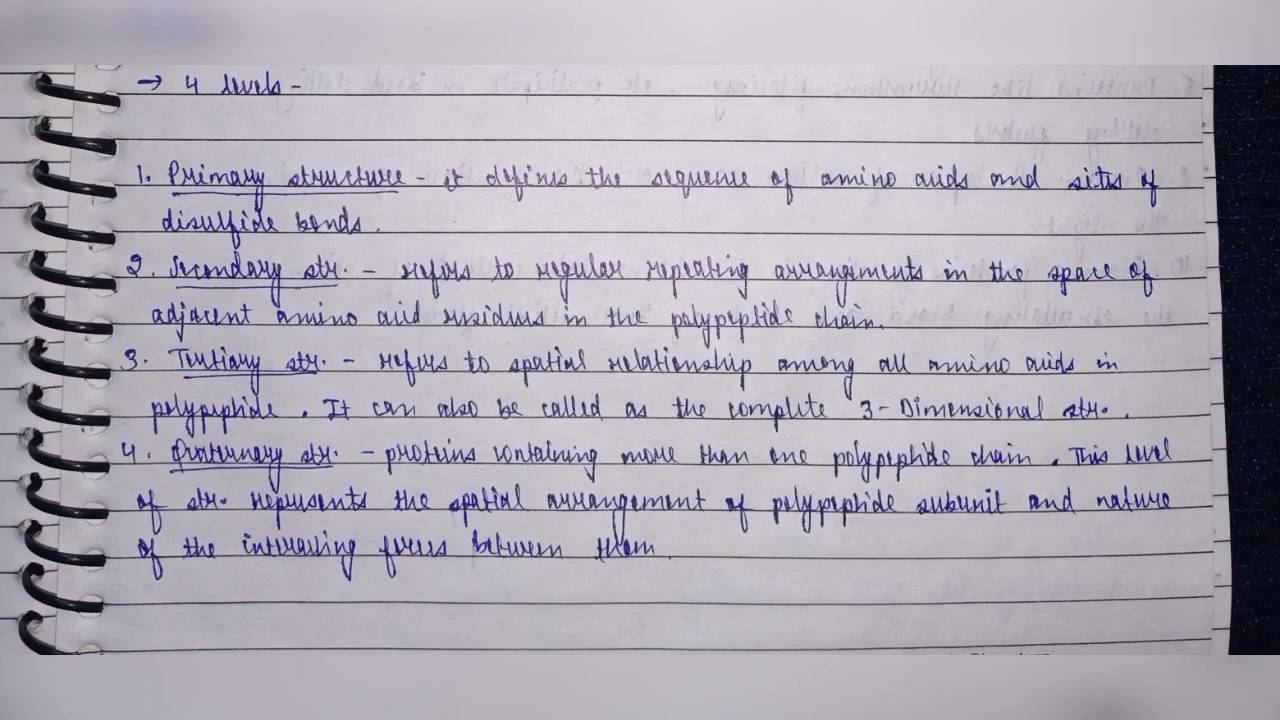 → 4 levels -
1. Primary structure - it defines the sequence of amino acids and sites of
disulfide bonds.
2. Secondary str. - refers to regular repeating arrangements in the space of
adjacent amino acid residues in the polypeptide chain.
3. Tertiary str. - refers to spatial relationship among all amino acids in
polypeptide. It can also be called as the complete 3-Dimensional str.
4. Quaternary str. - proteins containing more than one polypeptide chain. This level
of str. represents the spatial arrangement of polypeptide subunit and nature
of the interacting forces between them.